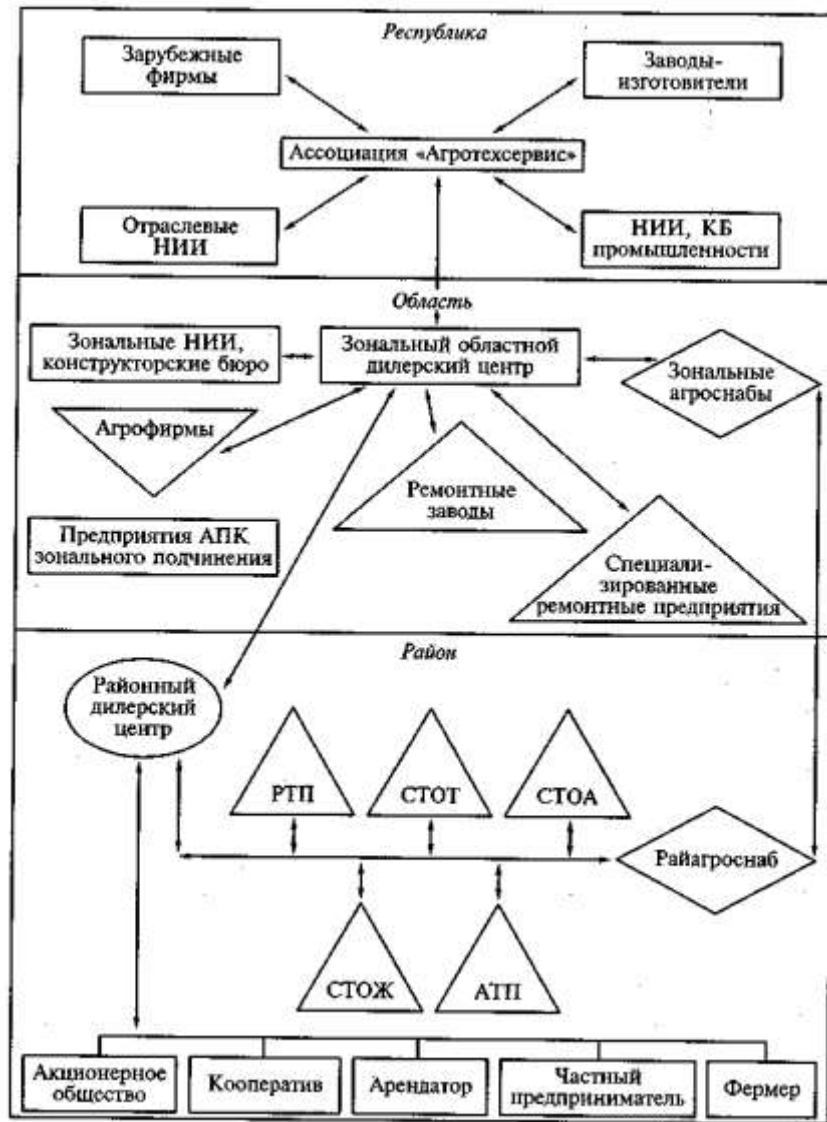 Республика
Зарубежные
фирмы
Заводы-
изготовители
Ассоциация «Агротехсервис»
Отраслевые
НИИ
НИИ, КБ
промышленности
Область
Зональные НИИ,
конструкторские бюро
Зональный областной
дилерский центр
Зональные
агроснабы
Агрофирмы
Ремонтные
заводы
Предприятия АПК
зонального подчинения
Специали-
зированные
ремонтные предприятия
Район
Районный
дилерский
центр
РТП
СТОТ
СТОА
Райагроснаб
СТОЖ
АТП
Акционерное
общество
Кооператив
Арендатор
Частный
предприниматель
Фермер